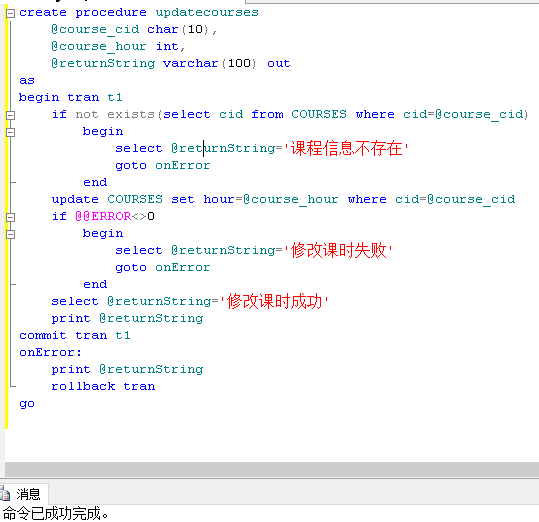 create procedure updatecourses
@course_cid char(10),
@course_hour int,
@returnString varchar(100) out
as
begin tran t1
if not exists(select cid from COURSES where cid=@course_cid)
begin
select @returnString='课程信息不存在'
goto onError
end
update COURSES set hour=@course_hour where cid=@course_cid
if @@ERROR<>0
begin
select @returnString='修改课时失败'
goto onError
end
select @returnString='修改课时成功'
print @returnString
commit tran t1
onError:
print @returnString
rollback tran
go
消息
命令已成功完成。